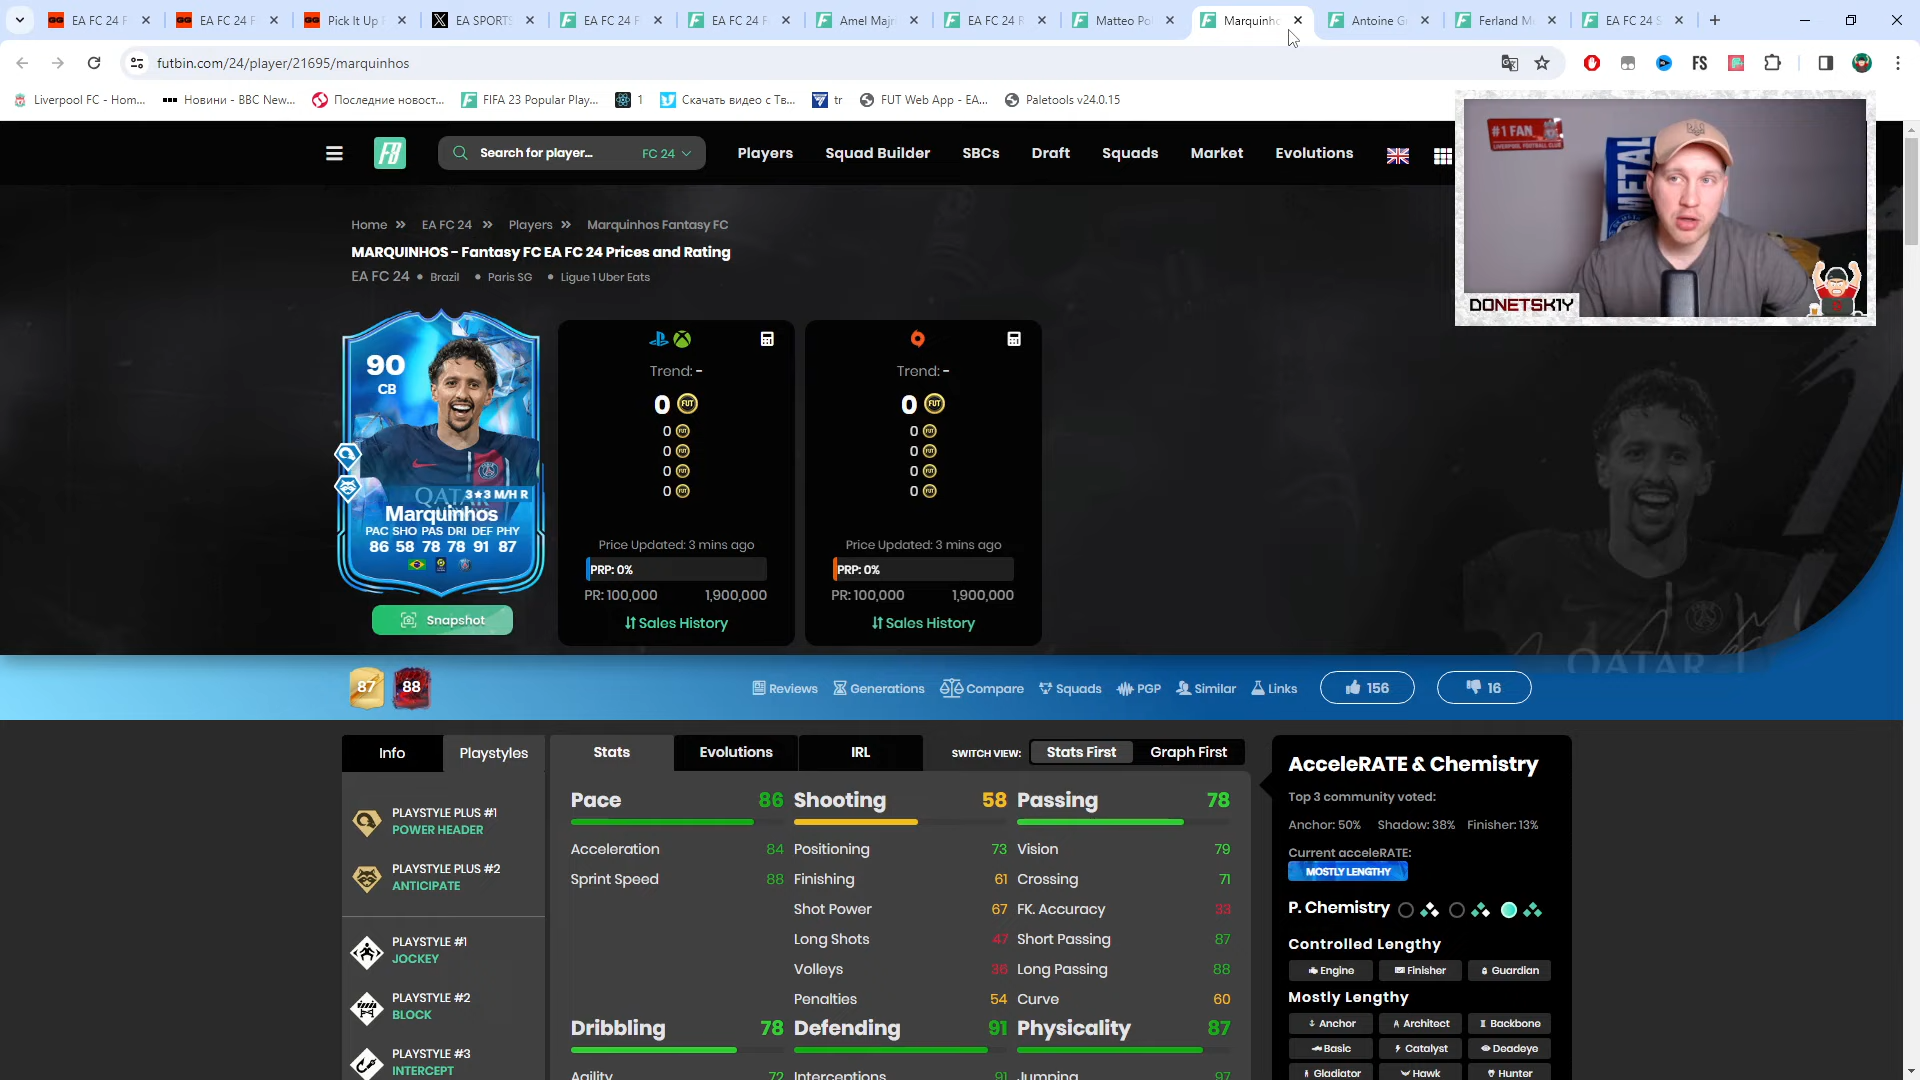 EA FC 24 F
EA FC 24 F
Pick It Up F
EA SPORTS
EA FC 24 F
EA FC 24 F
Amel Majr
EA FC 24 R
Matteo Pol
Marquinho
Antoine G
Ferland Me
EA FC 24 S
futbin.com/24/player/21695/marquinhos
Liverpool FC - Hom...
Новини - BBC New...
Последние новост...
FIFA 23 Popular Play...
1
Скачать видео с Тв...
tr
FUT Web App - EA...
Paletools v24.0.15
Search for player...
FC 24
Players
Squad Builder
SBCs
Draft
Squads
Market
Evolutions
#1 FAN
METAL
DONETSK1Y
Home » EA FC 24 » Players » Marquinhos Fantasy FC
MARQUINHOS - Fantasy FC EA FC 24 Prices and Rating
EA FC 24 • Brazil • Paris SG • Ligue 1 Uber Eats
90
CB
QATAR
3★3 M/H R
Marquinhos
PAC SHO PAS DRI DEF PHY
86 58 78 78 91 87
Snapshot
Trend: -
0
0
0
0
0
Price Updated: 3 mins ago
PRP: 0%
PR: 100,000 1,900,000
Sales History
Trend: -
0
0
0
0
0
Price Updated: 3 mins ago
PRP: 0%
PR: 100,000 1,900,000
Sales History
QATAR
87
88
Reviews
Generations
Compare
Squads
PGP
Similar
Links
156
16
Info
Playstyles
Stats
Evolutions
IRL
SWITCH VIEW:
Stats First
Graph First
PLAYSTYLE PLUS #1
POWER HEADER
PLAYSTYLE PLUS #2
ANTICIPATE
PLAYSTYLE #1
JOCKEY
PLAYSTYLE #2
BLOCK
PLAYSTYLE #3
INTERCEPT
Pace 86
Acceleration 84
Sprint Speed 88
Shooting 58
Positioning 73
Finishing 61
Shot Power 67
Long Shots 47
Volleys 36
Penalties 54
Passing 78
Vision 79
Crossing 71
FK. Accuracy 33
Short Passing 87
Long Passing 88
Curve 60
Dribbling 78
Agility 72
Defending 91
Interceptions 91
Physicality 87
Jumping 97
AcceleRATE & Chemistry
Top 3 community voted:
Anchor: 50% Shadow: 38% Finisher: 13%
Current acceleRATE:
MOSTLY LENGTHY
P. Chemistry
Controlled Lengthy
Engine
Finisher
Guardian
Mostly Lengthy
Anchor
Architect
Backbone
Basic
Catalyst
Deadeye
Gladiator
Hawk
Hunter